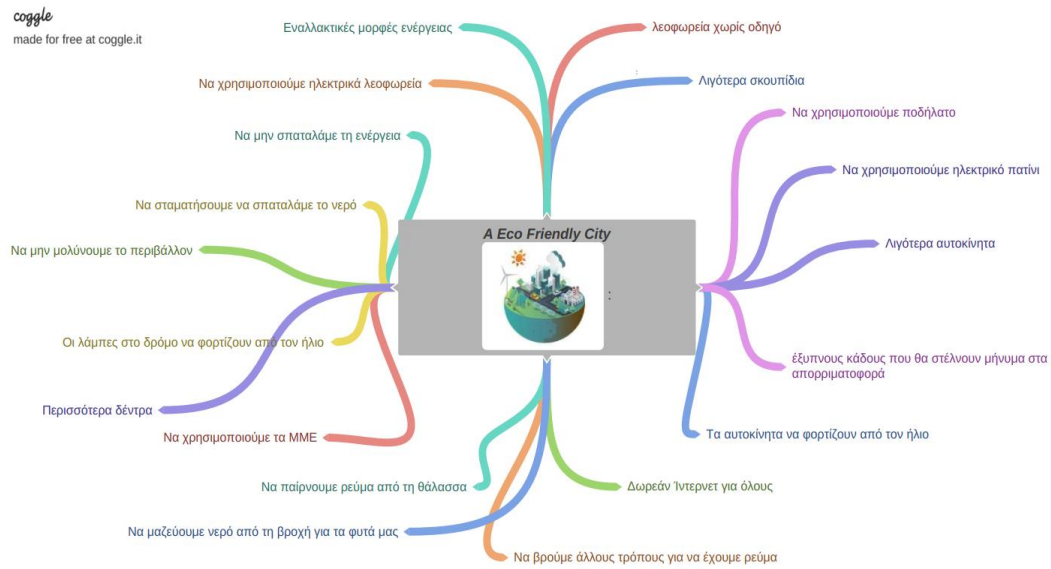 coggle
made for free at coggle.it
Εναλλακτικές μορφές ενέργειας
λεοφωρεία χωρίς οδηγό
Να χρησιμοποιούμε ηλεκτρικά λεοφωρεία
Λιγότερα σκουπίδια
Να χρησιμοποιούμε ποδήλατο
Να μην σπαταλάμε τη ενέργεια
Να χρησιμοποιούμε ηλεκτρικό πατίνι
Να σταματήσουμε να σπαταλάμε το νερό
A Eco Friendly City
:
Λιγότερα αυτοκίνητα
Να μην μολύνουμε το περιβάλλον
Οι λάμπες στο δρόμο να φορτίζουν από τον ήλιο
έξυπνους κάδους που θα στέλνουν μήνυμα στα
απορριματοφορά
Περισσότερα δέντρα
Να χρησιμοποιούμε τα ΜΜΕ
Τα αυτοκίνητα να φορτίζουν από τον ήλιο
Να παίρνουμε ρεύμα από τη θάλασσα
Δωρεάν Ίντερνετ για όλους
Να μαζεύουμε νερό από τη βροχή για τα φυτά μας
Να βρούμε άλλους τρόπους για να έχουμε ρεύμα